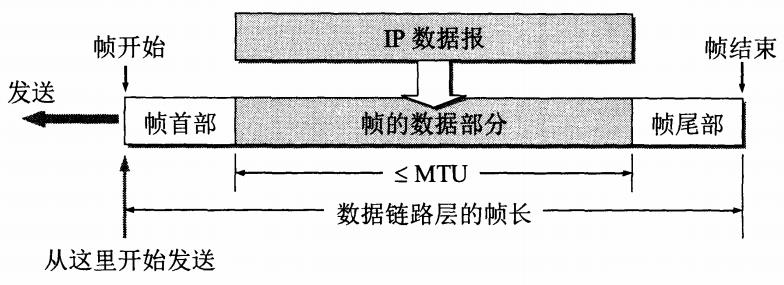 IP 数据报
帧开始
帧结束
发送
帧首部
帧的数据部分
帧尾部
≤ MTU
数据链路层的帧长
从这里开始发送